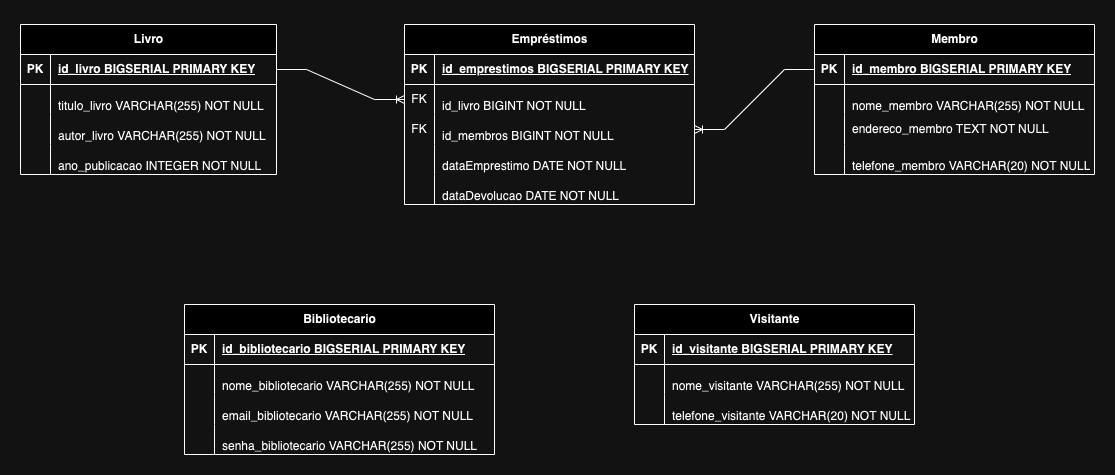 Livro
PK id_livro BIGSERIAL PRIMARY KEY
titulo_livro VARCHAR(255) NOT NULL
autor_livro VARCHAR(255) NOT NULL
ano_publicacao INTEGER NOT NULL
Empréstimos
PK id_emprestimos BIGSERIAL PRIMARY KEY
FK id_livro BIGINT NOT NULL
FK id_membros BIGINT NOT NULL
dataEmprestimo DATE NOT NULL
dataDevolucao DATE NOT NULL
Membro
PK id_membro BIGSERIAL PRIMARY KEY
nome_membro VARCHAR(255) NOT NULL
endereco_membro TEXT NOT NULL
telefone_membro VARCHAR(20) NOT NULL
Bibliotecario
PK id_bibliotecario BIGSERIAL PRIMARY KEY
nome_bibliotecario VARCHAR(255) NOT NULL
email_bibliotecario VARCHAR(255) NOT NULL
senha_bibliotecario VARCHAR(255) NOT NULL
Visitante
PK id_visitante BIGSERIAL PRIMARY KEY
nome_visitante VARCHAR(255) NOT NULL
telefone_visitante VARCHAR(20) NOT NULL